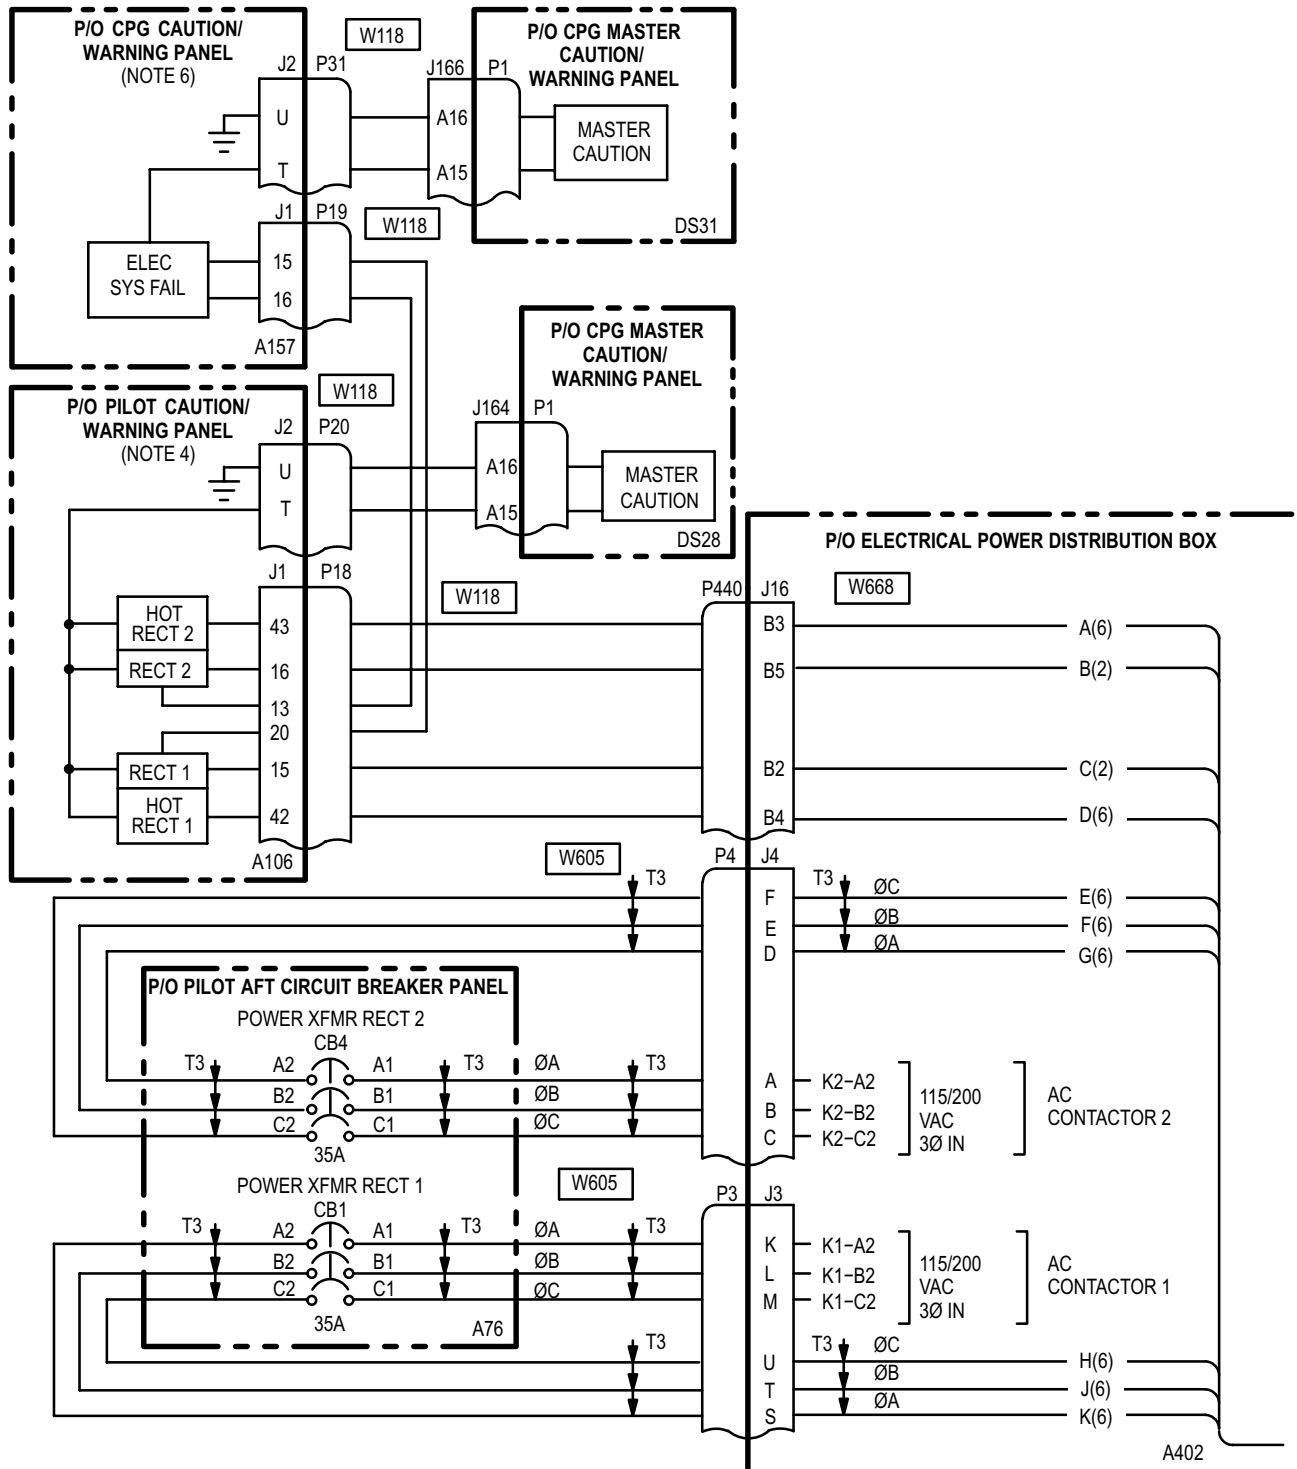 P/O CPG CAUTION/
WARNING PANEL
(NOTE 6)
J2 P31
W118
U
T
J166 P1
A16
A15
P/O CPG MASTER
CAUTION/
WARNING PANEL
MASTER
CAUTION
DS31
J1 P19
W118
ELEC
SYS FAIL
15
16
A157
P/O CPG MASTER
CAUTION/
WARNING PANEL
J164 P1
A16
A15
MASTER
CAUTION
DS28
W118
P/O PILOT CAUTION/
WARNING PANEL
(NOTE 4)
J2 P20
U
T
J1 P18
W118
HOT
RECT 2
43
RECT 2
16
13
20
RECT 1
15
HOT
RECT 1
42
A106
P/O ELECTRICAL POWER DISTRIBUTION BOX
P440 J16
W668
B3 A(6)
B5 B(2)
B2 C(2)
B4 D(6)
W605
T3
P4 J4
T3
F ØC E(6)
E ØB F(6)
D ØA G(6)
P/O PILOT AFT CIRCUIT BREAKER PANEL
POWER XFMR RECT 2
CB4
T3 A2 A1 T3 ØA T3
B2 B1 ØB
C2 C1 ØC
35A
A K2−A2
B K2−B2
C K2−C2
115/200
VAC
3Ø IN
AC
CONTACTOR 2
POWER XFMR RECT 1
CB1
W605
T3 A2 A1 T3 ØA T3
B2 B1 ØB
C2 C1 ØC
35A
A76
P3 J3
K K1−A2
L K1−B2
M K1−C2
115/200
VAC
3Ø IN
AC
CONTACTOR 1
T3
T3
U ØC H(6)
T ØB J(6)
S ØA K(6)
A402